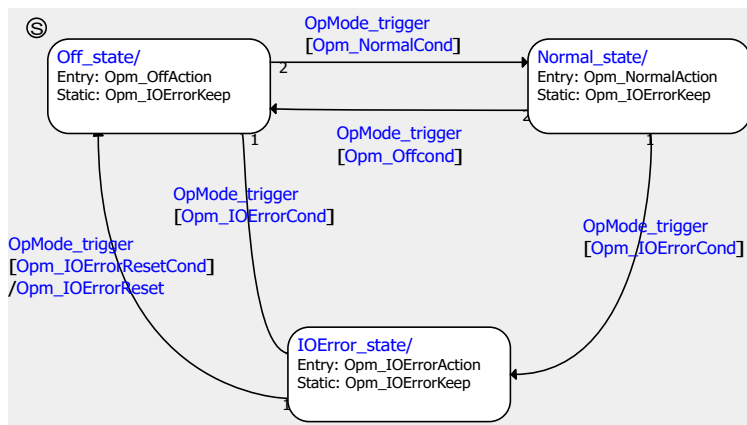 S
OpMode_trigger
[Opm_NormalCond]
Off_state/
Entry: Opm_OffAction
Static: Opm_IOErrorKeep
2
Normal_state/
Entry: Opm_NormalAction
Static: Opm_IOErrorKeep
2
1
1
OpMode_trigger
[Opm_Offcond]
OpMode_trigger
[Opm_IOErrorCond]
OpMode_trigger
[Opm_IOErrorCond]
OpMode_trigger
[Opm_IOErrorResetCond]
/Opm_IOErrorReset
IOError_state/
Entry: Opm_IOErrorAction
Static: Opm_IOErrorKeep
1